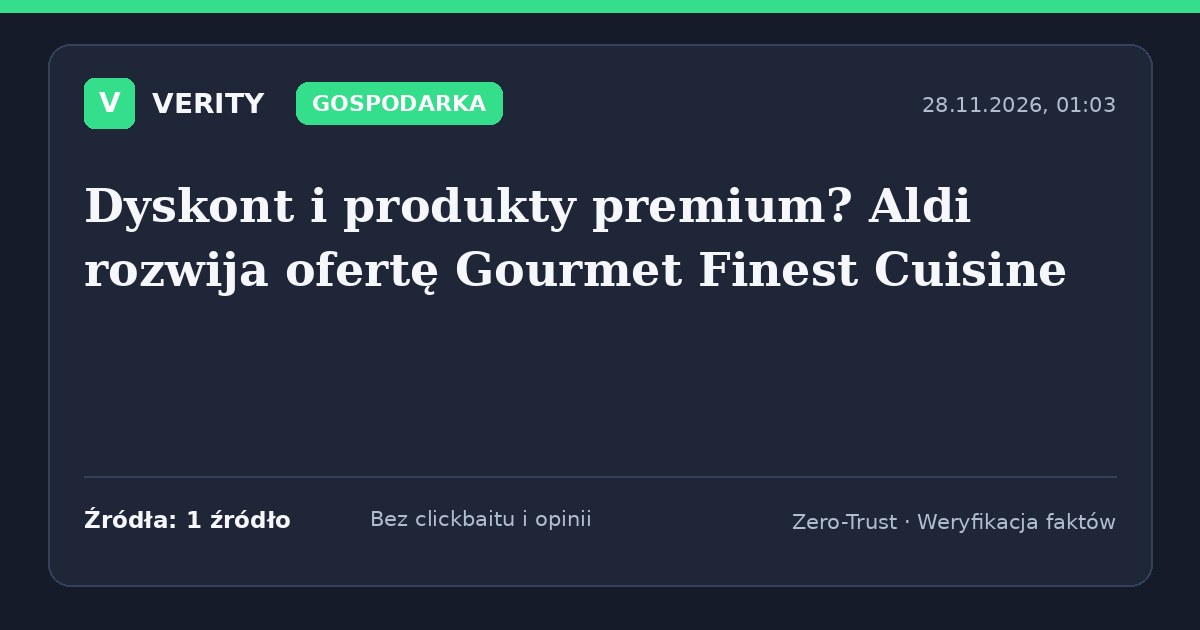 V VERITY GOSPODARKA 28.11.2026, 01:03
Dyskont i produkty premium? Aldi
rozwija ofertę Gourmet Finest Cuisine
Źródła: 1 źródło Bez clickbaitu i opinii Zero-Trust · Weryfikacja faktów